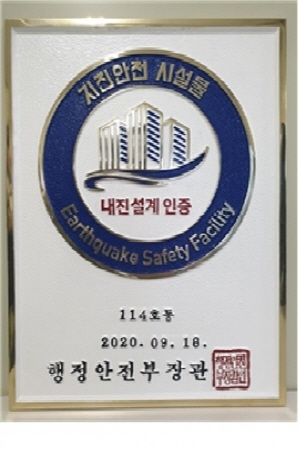 지진안전 시설물
내진설계 인증
Earthquake Safety Facility
114호동
2020. 09. 18.
행정안전부장관